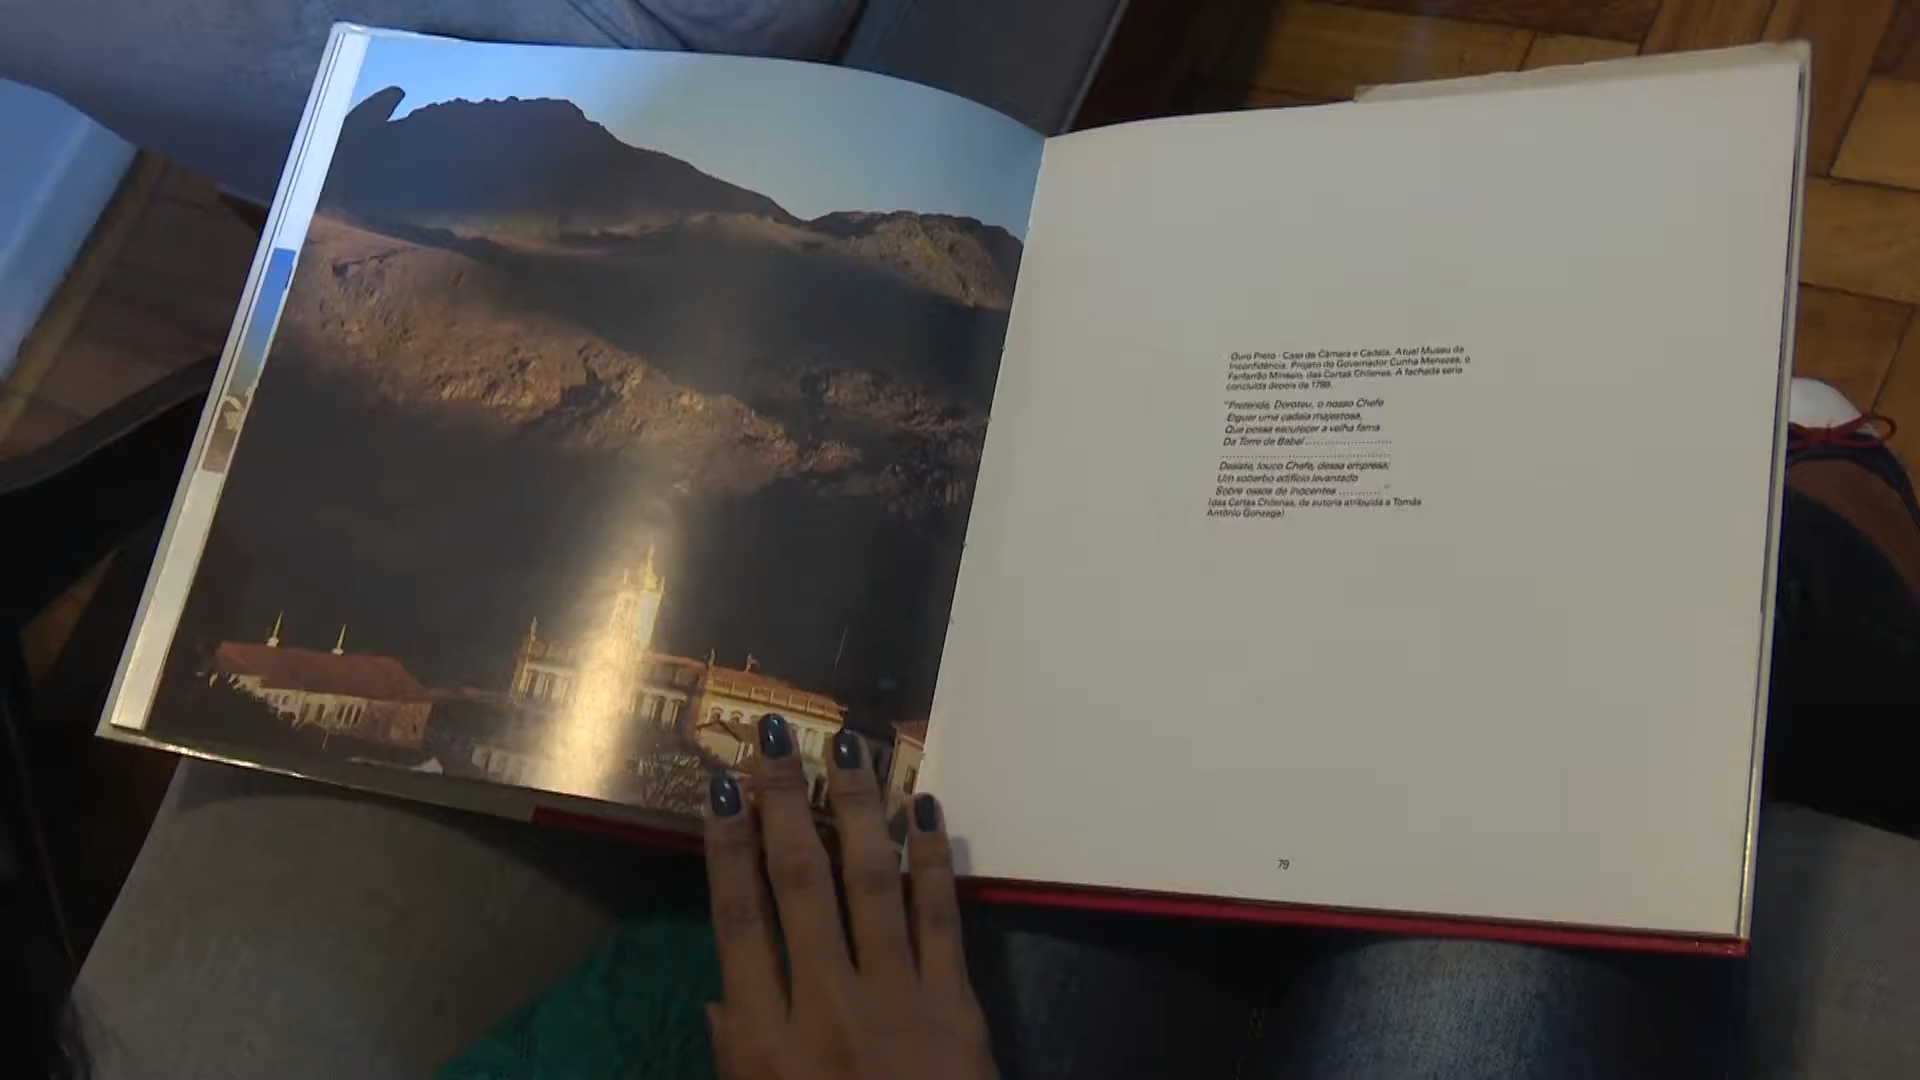 Ouro Preto - Casa de Câmara e Cadeia. Atual Museu da
Inconfidência. Projeto do Governador Cunha Menezes, o
Fanfarrão Minésio, das Cartas Chilenas. A fachada seria
concluída depois de 1789.
"Pretende, Doroteu, o nosso Chefe
Erguer uma cadeia majestosa,
Que possa escurecer a velha fama
Da Torre de Babel ......................
..........................................
Desiste, louco Chefe, dessa empresa;
Um soberbo edifício levantado
Sobre ossos de inocentes .......... "
(das Cartas Chilenas, de autoria atribuída a Tomás
Antônio Gonzaga)
79